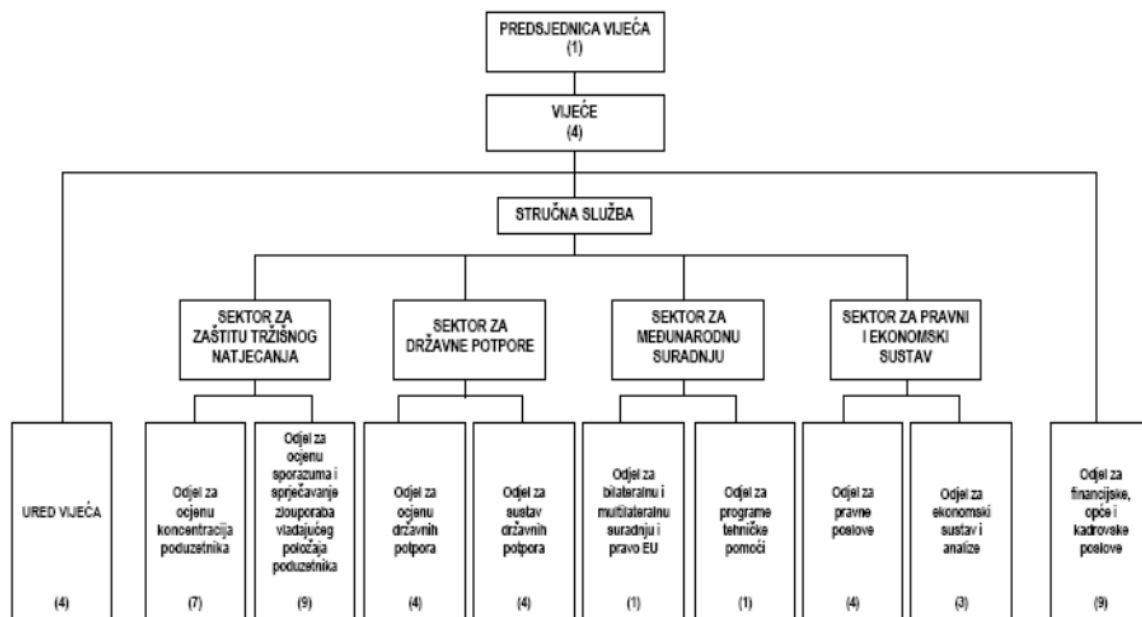 PREDSJEDNICA VIJEĆA
(1)
VIJEĆE
(4)
STRUČNA SLUŽBA
SEKTOR ZA
ZAŠTITU TRŽIŠNOG
NATJECANJA
SEKTOR ZA
DRŽAVNE POTPORE
SEKTOR ZA
MEĐUNARODNU
SURADNJU
SEKTOR ZA PRAVNI
I EKONOMSKI
SUSTAV
URED VIJEĆA
(4)
Odjel za
ocjenu
koncentracija
poduzetnika
(7)
Odjel za
ocjenu
sporazuma i
sprječavanje
zlouporaba
vladajućeg
položaja
poduzetnika
(9)
Odjel za
ocjenu
državnih
potpora
(4)
Odjel za
sustav
državnih
potpora
(4)
Odjel za
bilateralnu i
multilateralnu
suradnju i
pravo EU
(1)
Odjel za
programe
tehničke
pomoći
(1)
Odjel za
pravne
poslove
(4)
Odjel za
ekonomski
sustav i
analize
(3)
Odjel za
financijske,
opće i
kadrovske
poslove
(9)